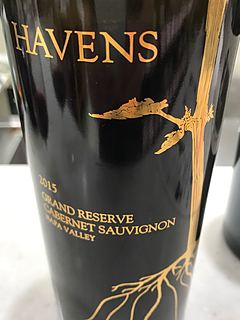 HAVENS
2015
GRAND RESERVE
CABERNET SAUVIGNON
NAPA VALLEY